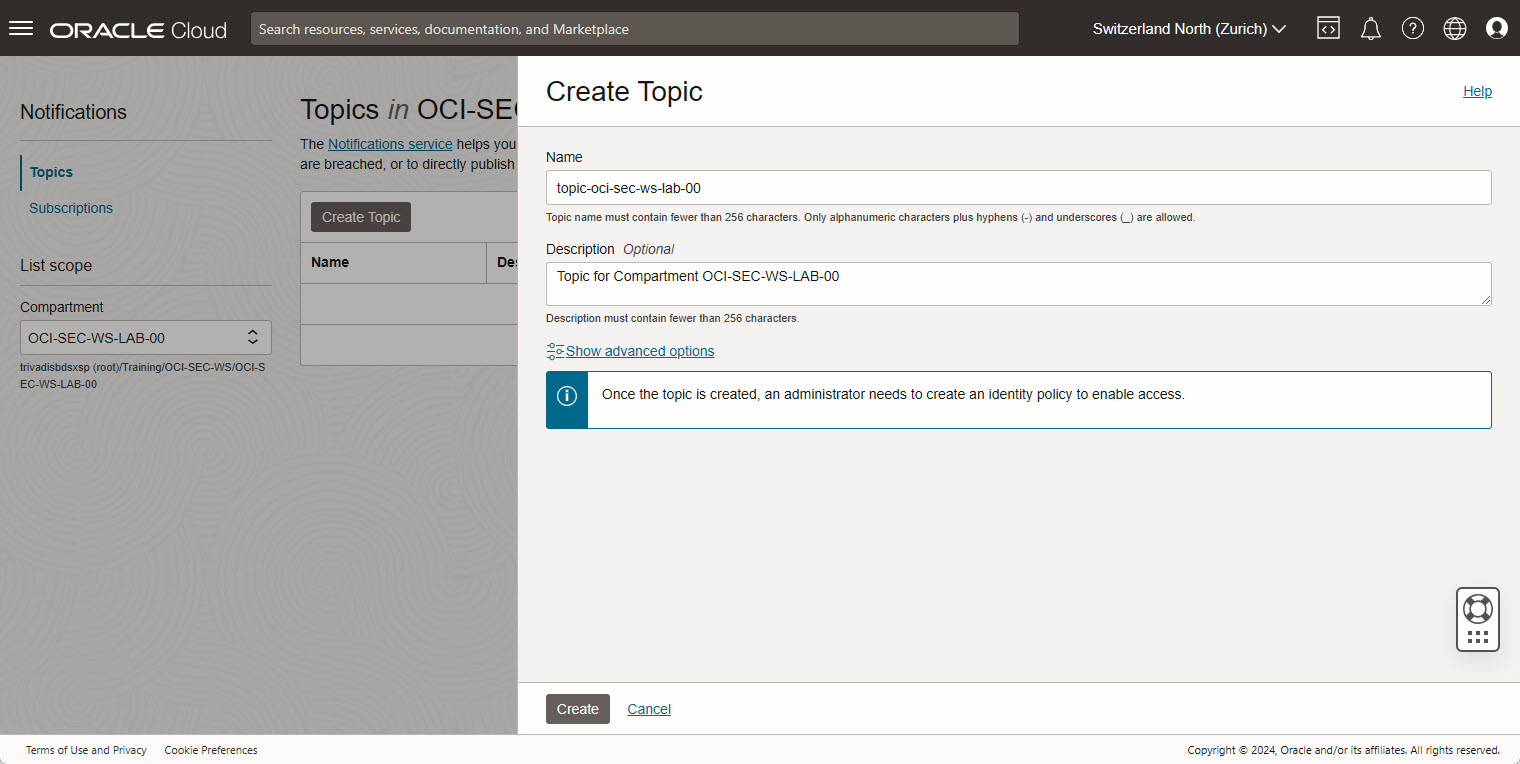 ORACLE Cloud
Search resources, services, documentation, and Marketplace
Switzerland North (Zurich)
Notifications
Topics
Subscriptions
List scope
Compartment
OCI-SEC-WS-LAB-00
trivadisbdsxsp (root)/Training/OCI-SEC-WS/OCI-S
EC-WS-LAB-00
Topics in OCI-SEC
The Notifications service helps you
are breached, or to directly publish
Create Topic
Name
Des
Create Topic
Help
Name
topic-oci-sec-ws-lab-00
Topic name must contain fewer than 256 characters. Only alphanumeric characters plus hyphens (-) and underscores (_) are allowed.
Description Optional
Topic for Compartment OCI-SEC-WS-LAB-00
Description must contain fewer than 256 characters.
Show advanced options
Once the topic is created, an administrator needs to create an identity policy to enable access.
Create
Cancel
Terms of Use and Privacy
Cookie Preferences
Copyright © 2024, Oracle and/or its affiliates. All rights reserved.